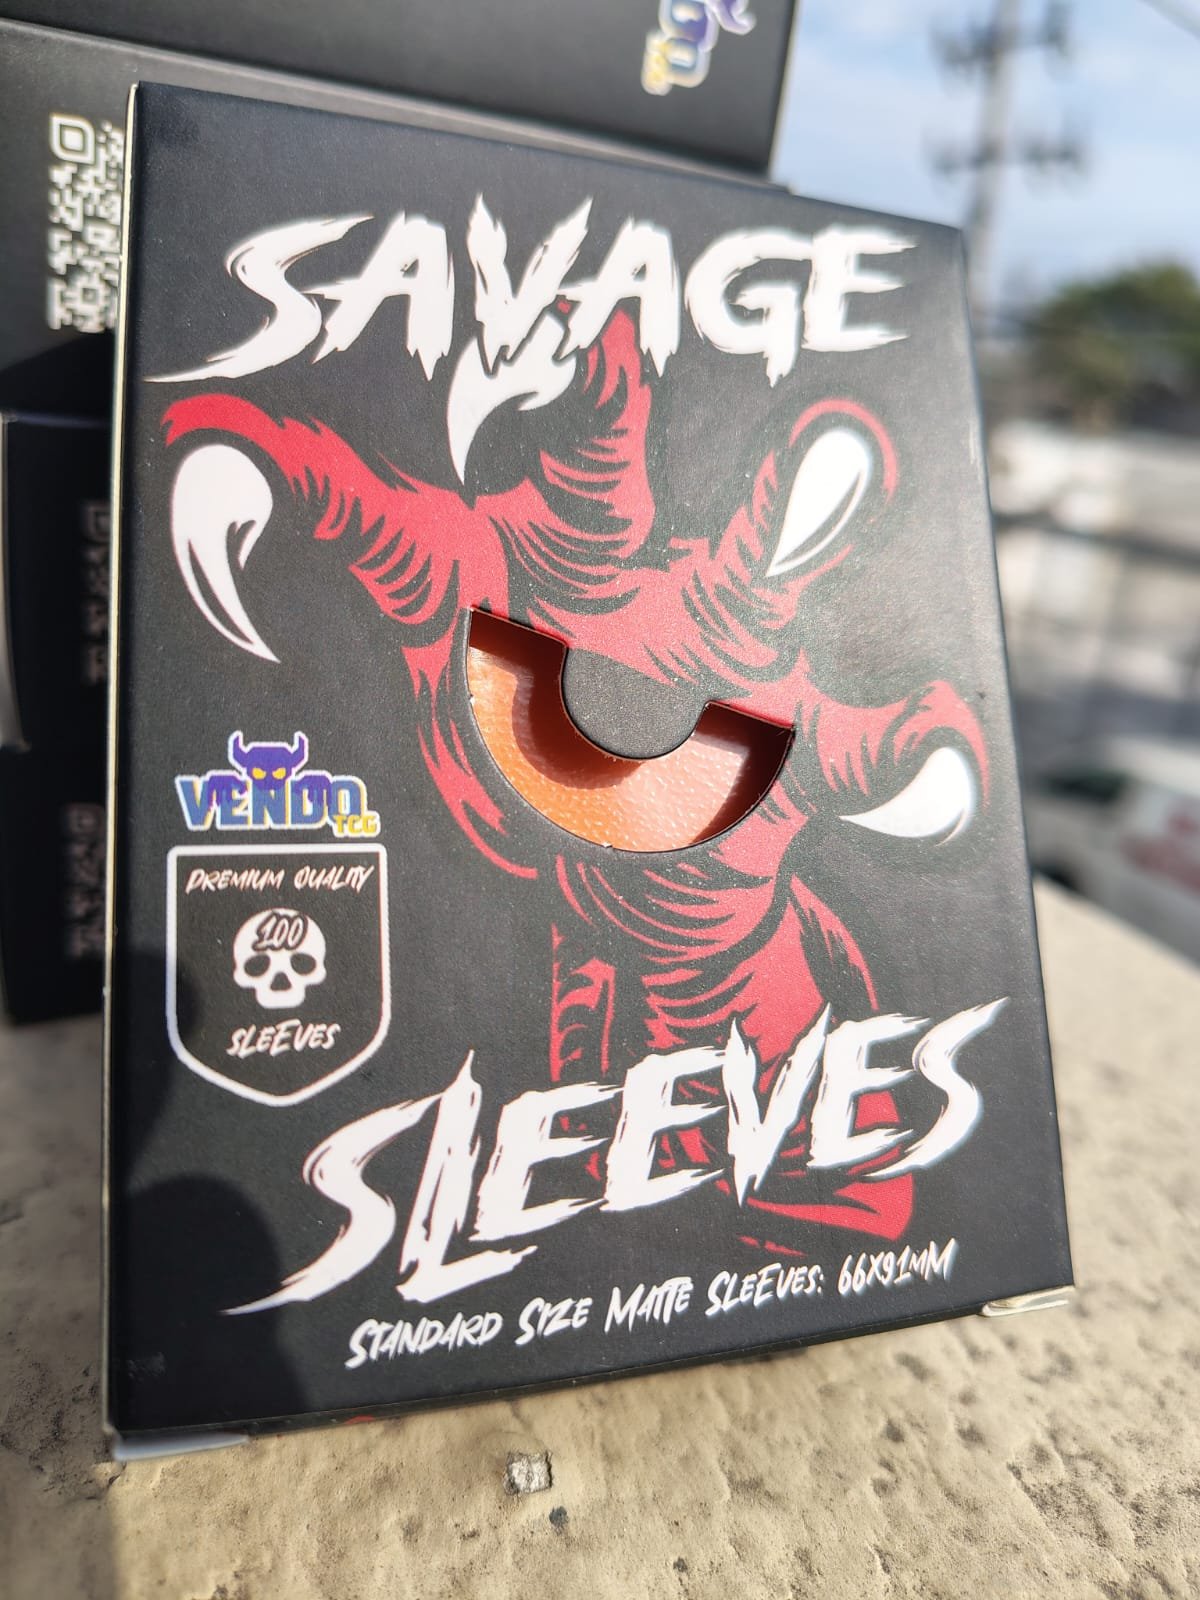 SAVAGE
VENDO
TCG
PREMIUM QUALITY
100
SLEEVES
SLEEVES
STANDARD SIZE MATTE SLEEVES: 66X91MM